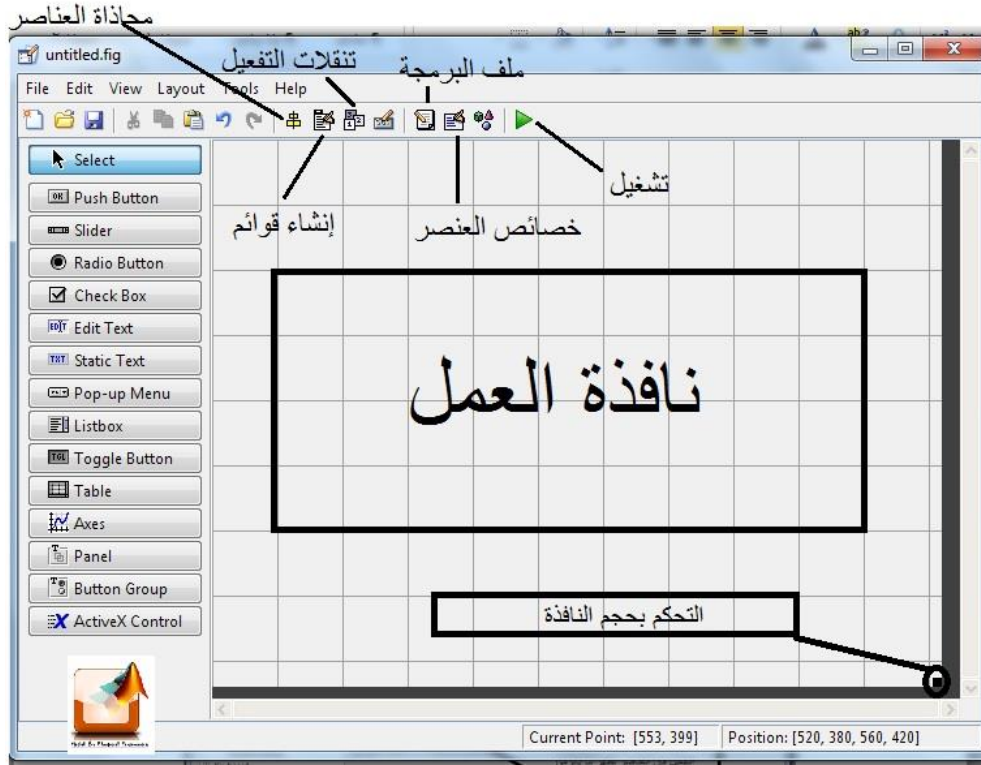 محاذاة العناصر
untitled.fig
تنقلات التفعيل
ملف البرمجة
File Edit View Layout Tools Help
Select
Push Button
Slider
Radio Button
Check Box
Edit Text
Static Text
Pop-up Menu
Listbox
Toggle Button
Table
Axes
Panel
Button Group
ActiveX Control
تشغيل
إنشاء قوائم
خصائص العنصر
نافذة العمل
التحكم بحجم النافذة
Current Point: [553, 399] Position: [520, 380, 560, 420]